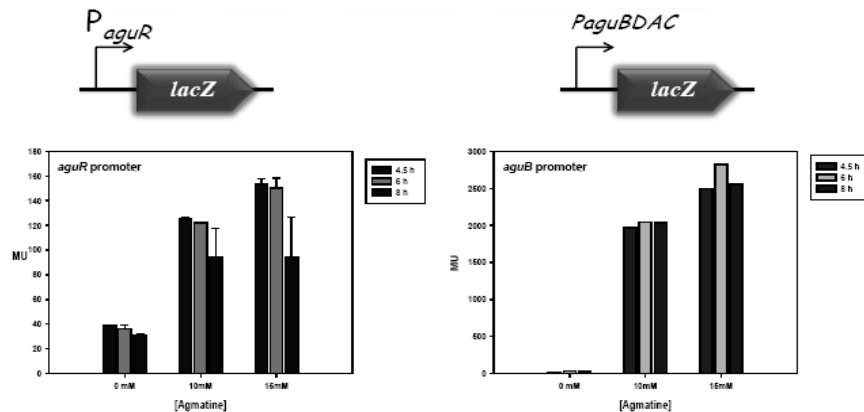 PaguR
lacZ
aguR promoter
180
160
140
120
100
80
60
40
20
0
MU
0 mM
10mM
15mM
[Agmatine]
4.5 h
6 h
8 h
PaguBDAC
lacZ
aguB promoter
3000
2500
2000
1500
1000
500
0
MU
0 mM
10mM
15mM
[Agmatine]
4.5 h
6 h
8 h